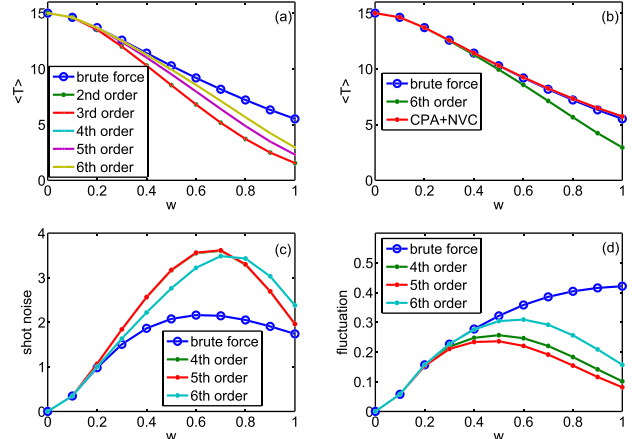 (a)
15
10
5
0
<T>
brute force
2nd order
3rd order
4th order
5th order
6th order
0 0.2 0.4 0.6 0.8 1
w
(b)
15
10
5
0
<T>
brute force
6th order
CPA+NVC
0 0.2 0.4 0.6 0.8 1
w
(c)
4
3
2
1
0
shot noise
brute force
4th order
5th order
6th order
0 0.2 0.4 0.6 0.8 1
w
(d)
0.5
0.4
0.3
0.2
0.1
0
fluctuation
brute force
4th order
5th order
6th order
0 0.2 0.4 0.6 0.8 1
w